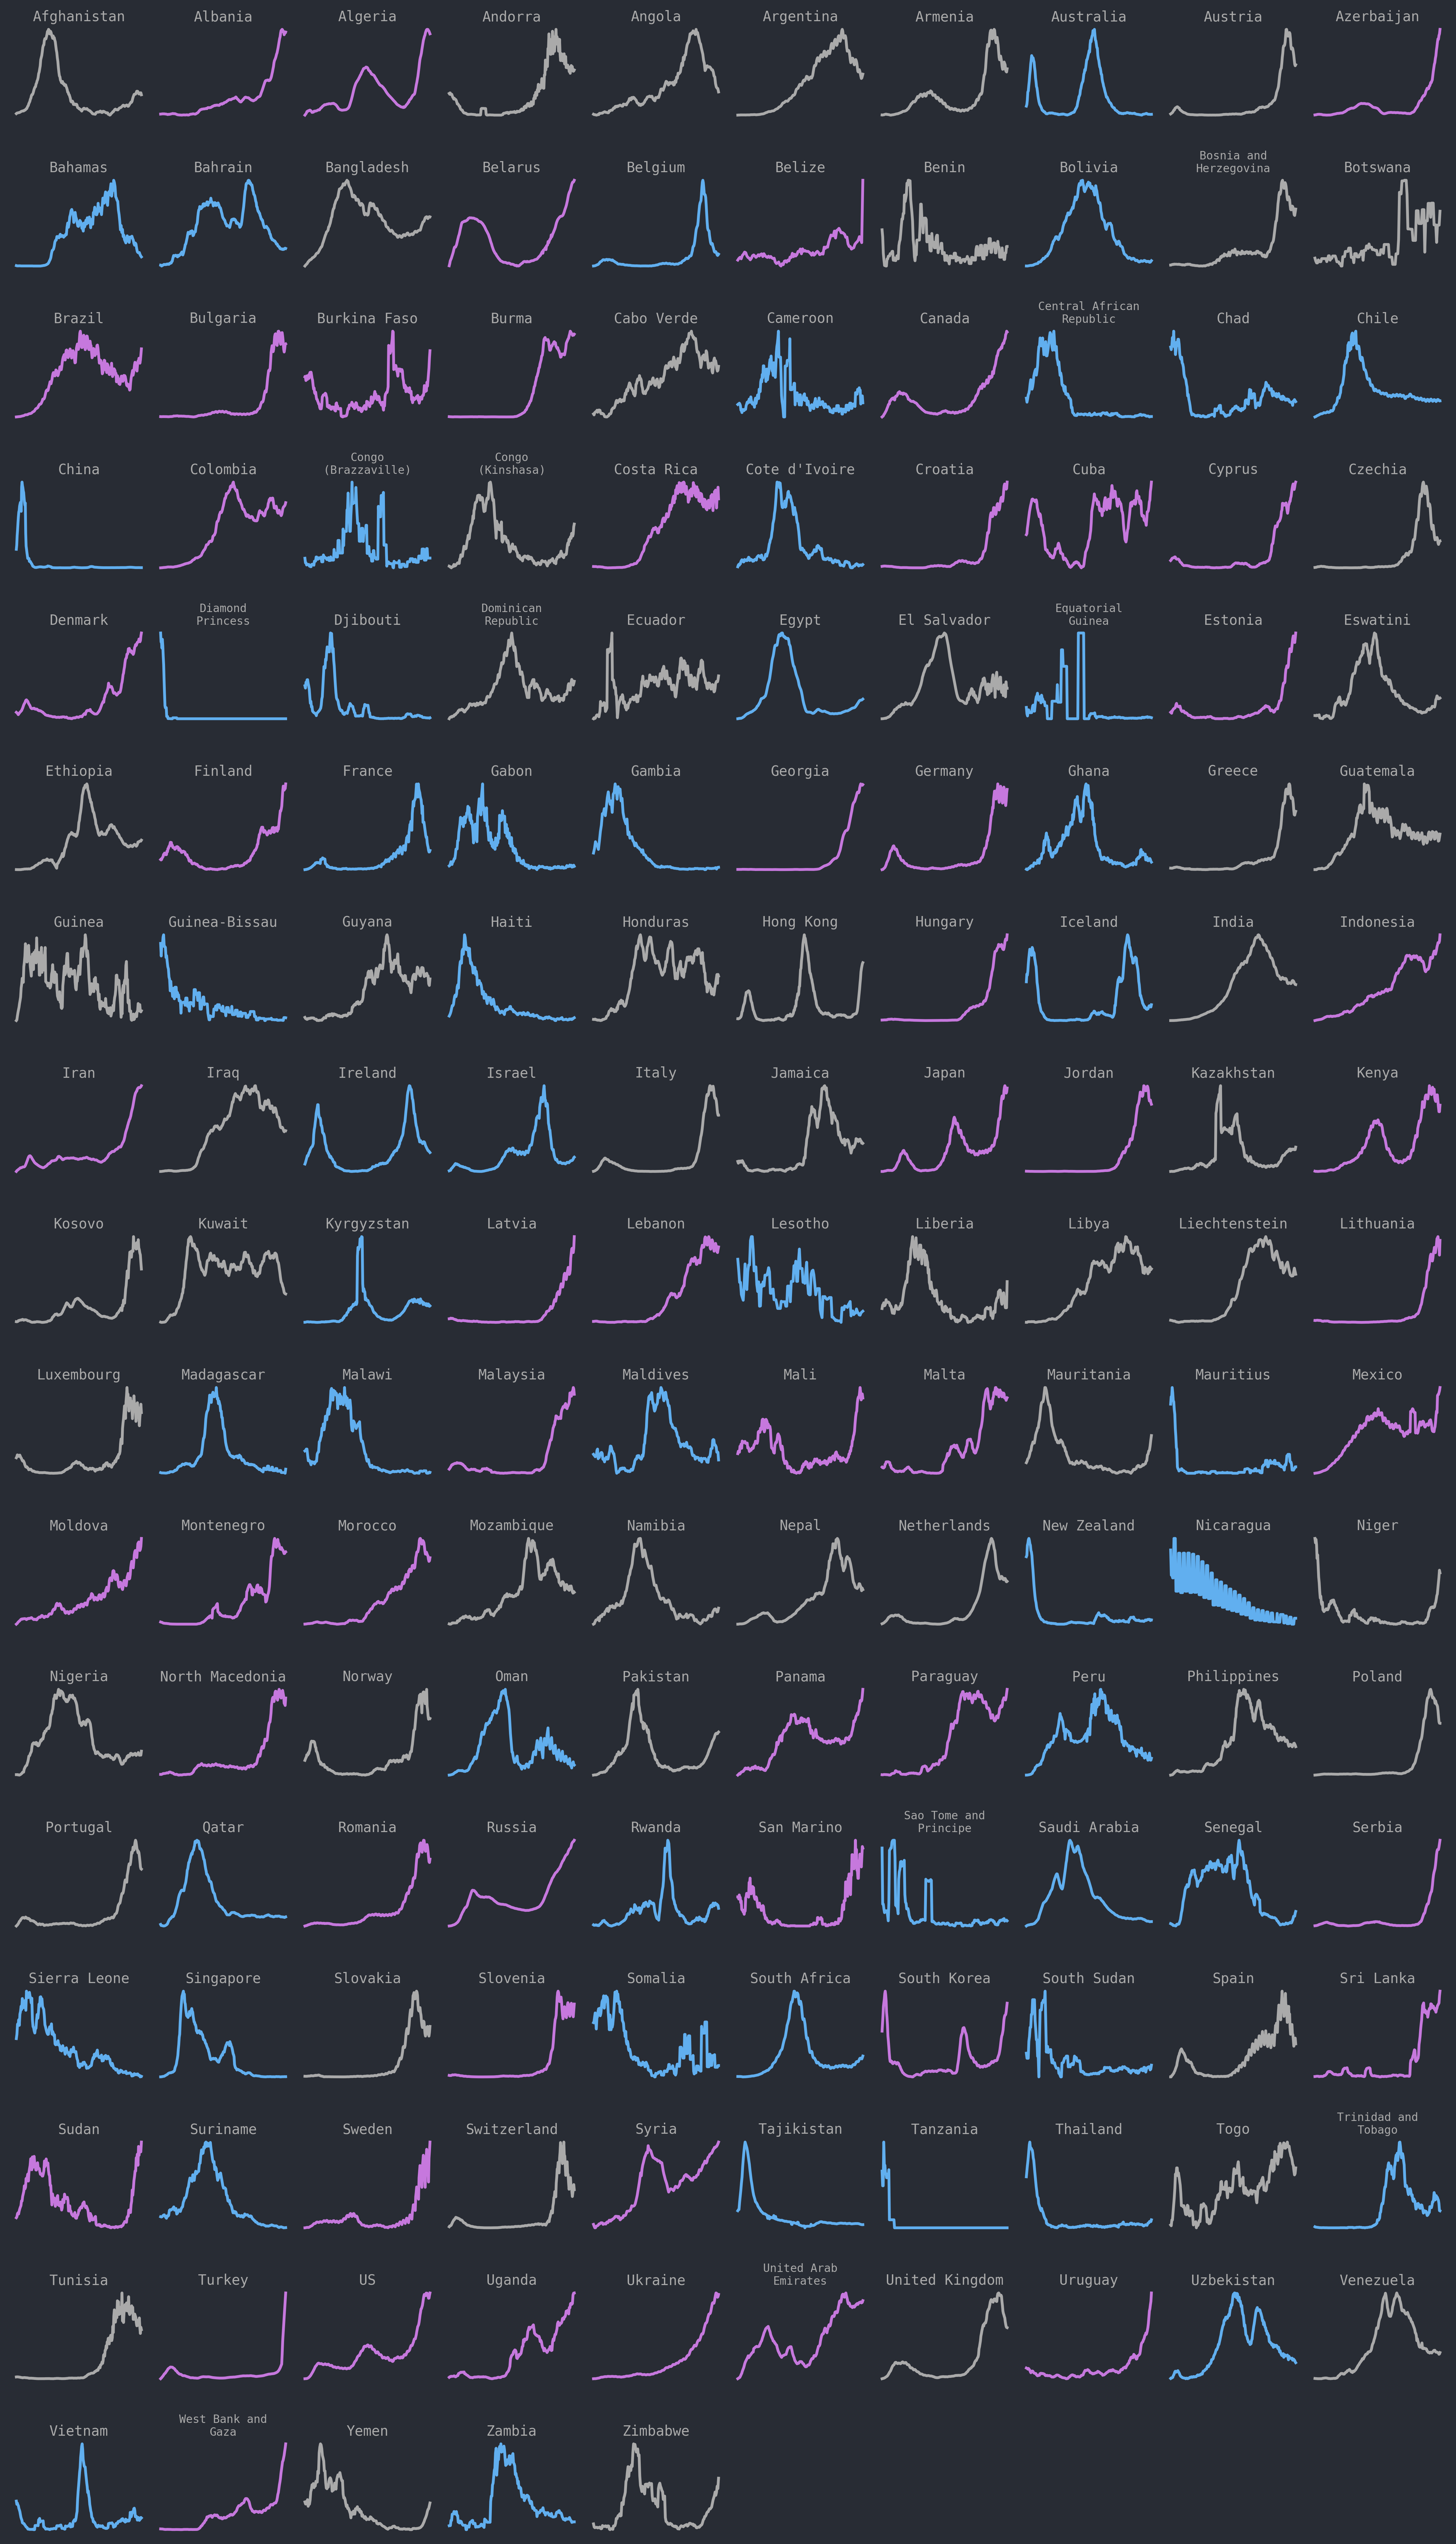 Afghanistan
Albania
Algeria
Andorra
Angola
Argentina
Armenia
Australia
Austria
Azerbaijan
Bahamas
Bahrain
Bangladesh
Belarus
Belgium
Belize
Benin
Bolivia
Bosnia and
Herzegovina
Botswana
Brazil
Bulgaria
Burkina Faso
Burma
Cabo Verde
Cameroon
Canada
Central African
Republic
Chad
Chile
China
Colombia
Congo
(Brazzaville)
Congo
(Kinshasa)
Costa Rica
Cote d'Ivoire
Croatia
Cuba
Cyprus
Czechia
Denmark
Diamond
Princess
Djibouti
Dominican
Republic
Ecuador
Egypt
El Salvador
Equatorial
Guinea
Estonia
Eswatini
Ethiopia
Finland
France
Gabon
Gambia
Georgia
Germany
Ghana
Greece
Guatemala
Guinea
Guinea-Bissau
Guyana
Haiti
Honduras
Hong Kong
Hungary
Iceland
India
Indonesia
Iran
Iraq
Ireland
Israel
Italy
Jamaica
Japan
Jordan
Kazakhstan
Kenya
Kosovo
Kuwait
Kyrgyzstan
Latvia
Lebanon
Lesotho
Liberia
Libya
Liechtenstein
Lithuania
Luxembourg
Madagascar
Malawi
Malaysia
Maldives
Mali
Malta
Mauritania
Mauritius
Mexico
Moldova
Montenegro
Morocco
Mozambique
Namibia
Nepal
Netherlands
New Zealand
Nicaragua
Niger
Nigeria
North Macedonia
Norway
Oman
Pakistan
Panama
Paraguay
Peru
Philippines
Poland
Portugal
Qatar
Romania
Russia
Rwanda
San Marino
Sao Tome and
Principe
Saudi Arabia
Senegal
Serbia
Sierra Leone
Singapore
Slovakia
Slovenia
Somalia
South Africa
South Korea
South Sudan
Spain
Sri Lanka
Sudan
Suriname
Sweden
Switzerland
Syria
Tajikistan
Tanzania
Thailand
Togo
Trinidad and
Tobago
Tunisia
Turkey
US
Uganda
Ukraine
United Arab
Emirates
United Kingdom
Uruguay
Uzbekistan
Venezuela
Vietnam
West Bank and
Gaza
Yemen
Zambia
Zimbabwe